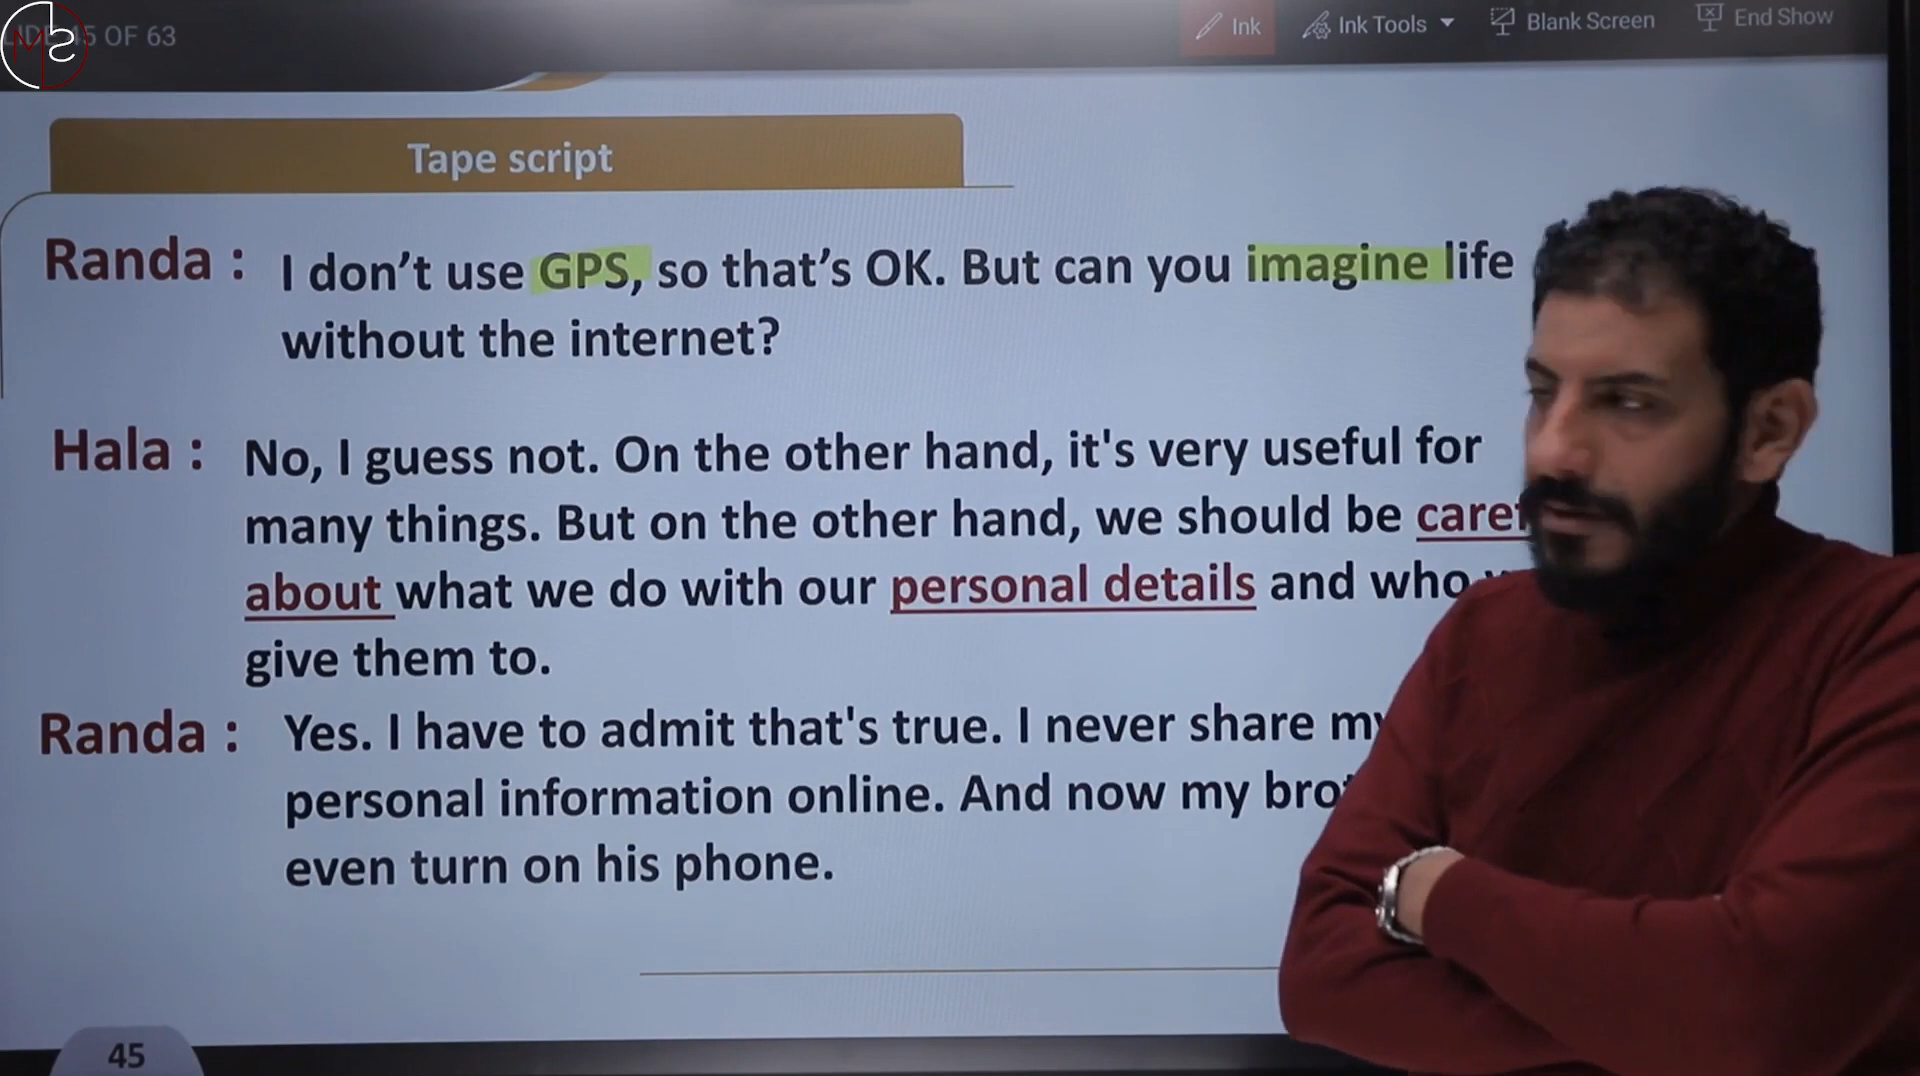 5 OF 63
Ink
Ink Tools
Blank Screen
End Show
Tape script
Randa : I don't use GPS, so that's OK. But can you imagine life
without the internet?
Hala : No, I guess not. On the other hand, it's very useful for
many things. But on the other hand, we should be
about what we do with our personal details and who
give them to.
Randa : Yes. I have to admit that's true. I never share my
personal information online. And now my
even turn on his phone.
45